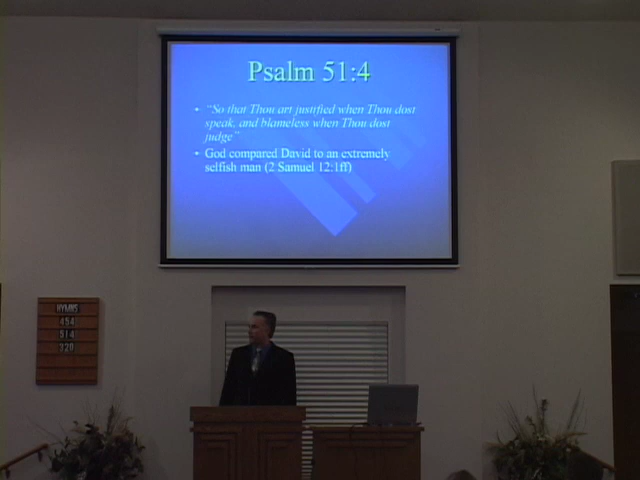 Psalm 51:4
• "So that Thou art justified when Thou dost
speak, and blameless when Thou dost
judge"
• God compared David to an extremely
selfish man (2 Samuel 12:1ff)
HYMNS
454
514
320